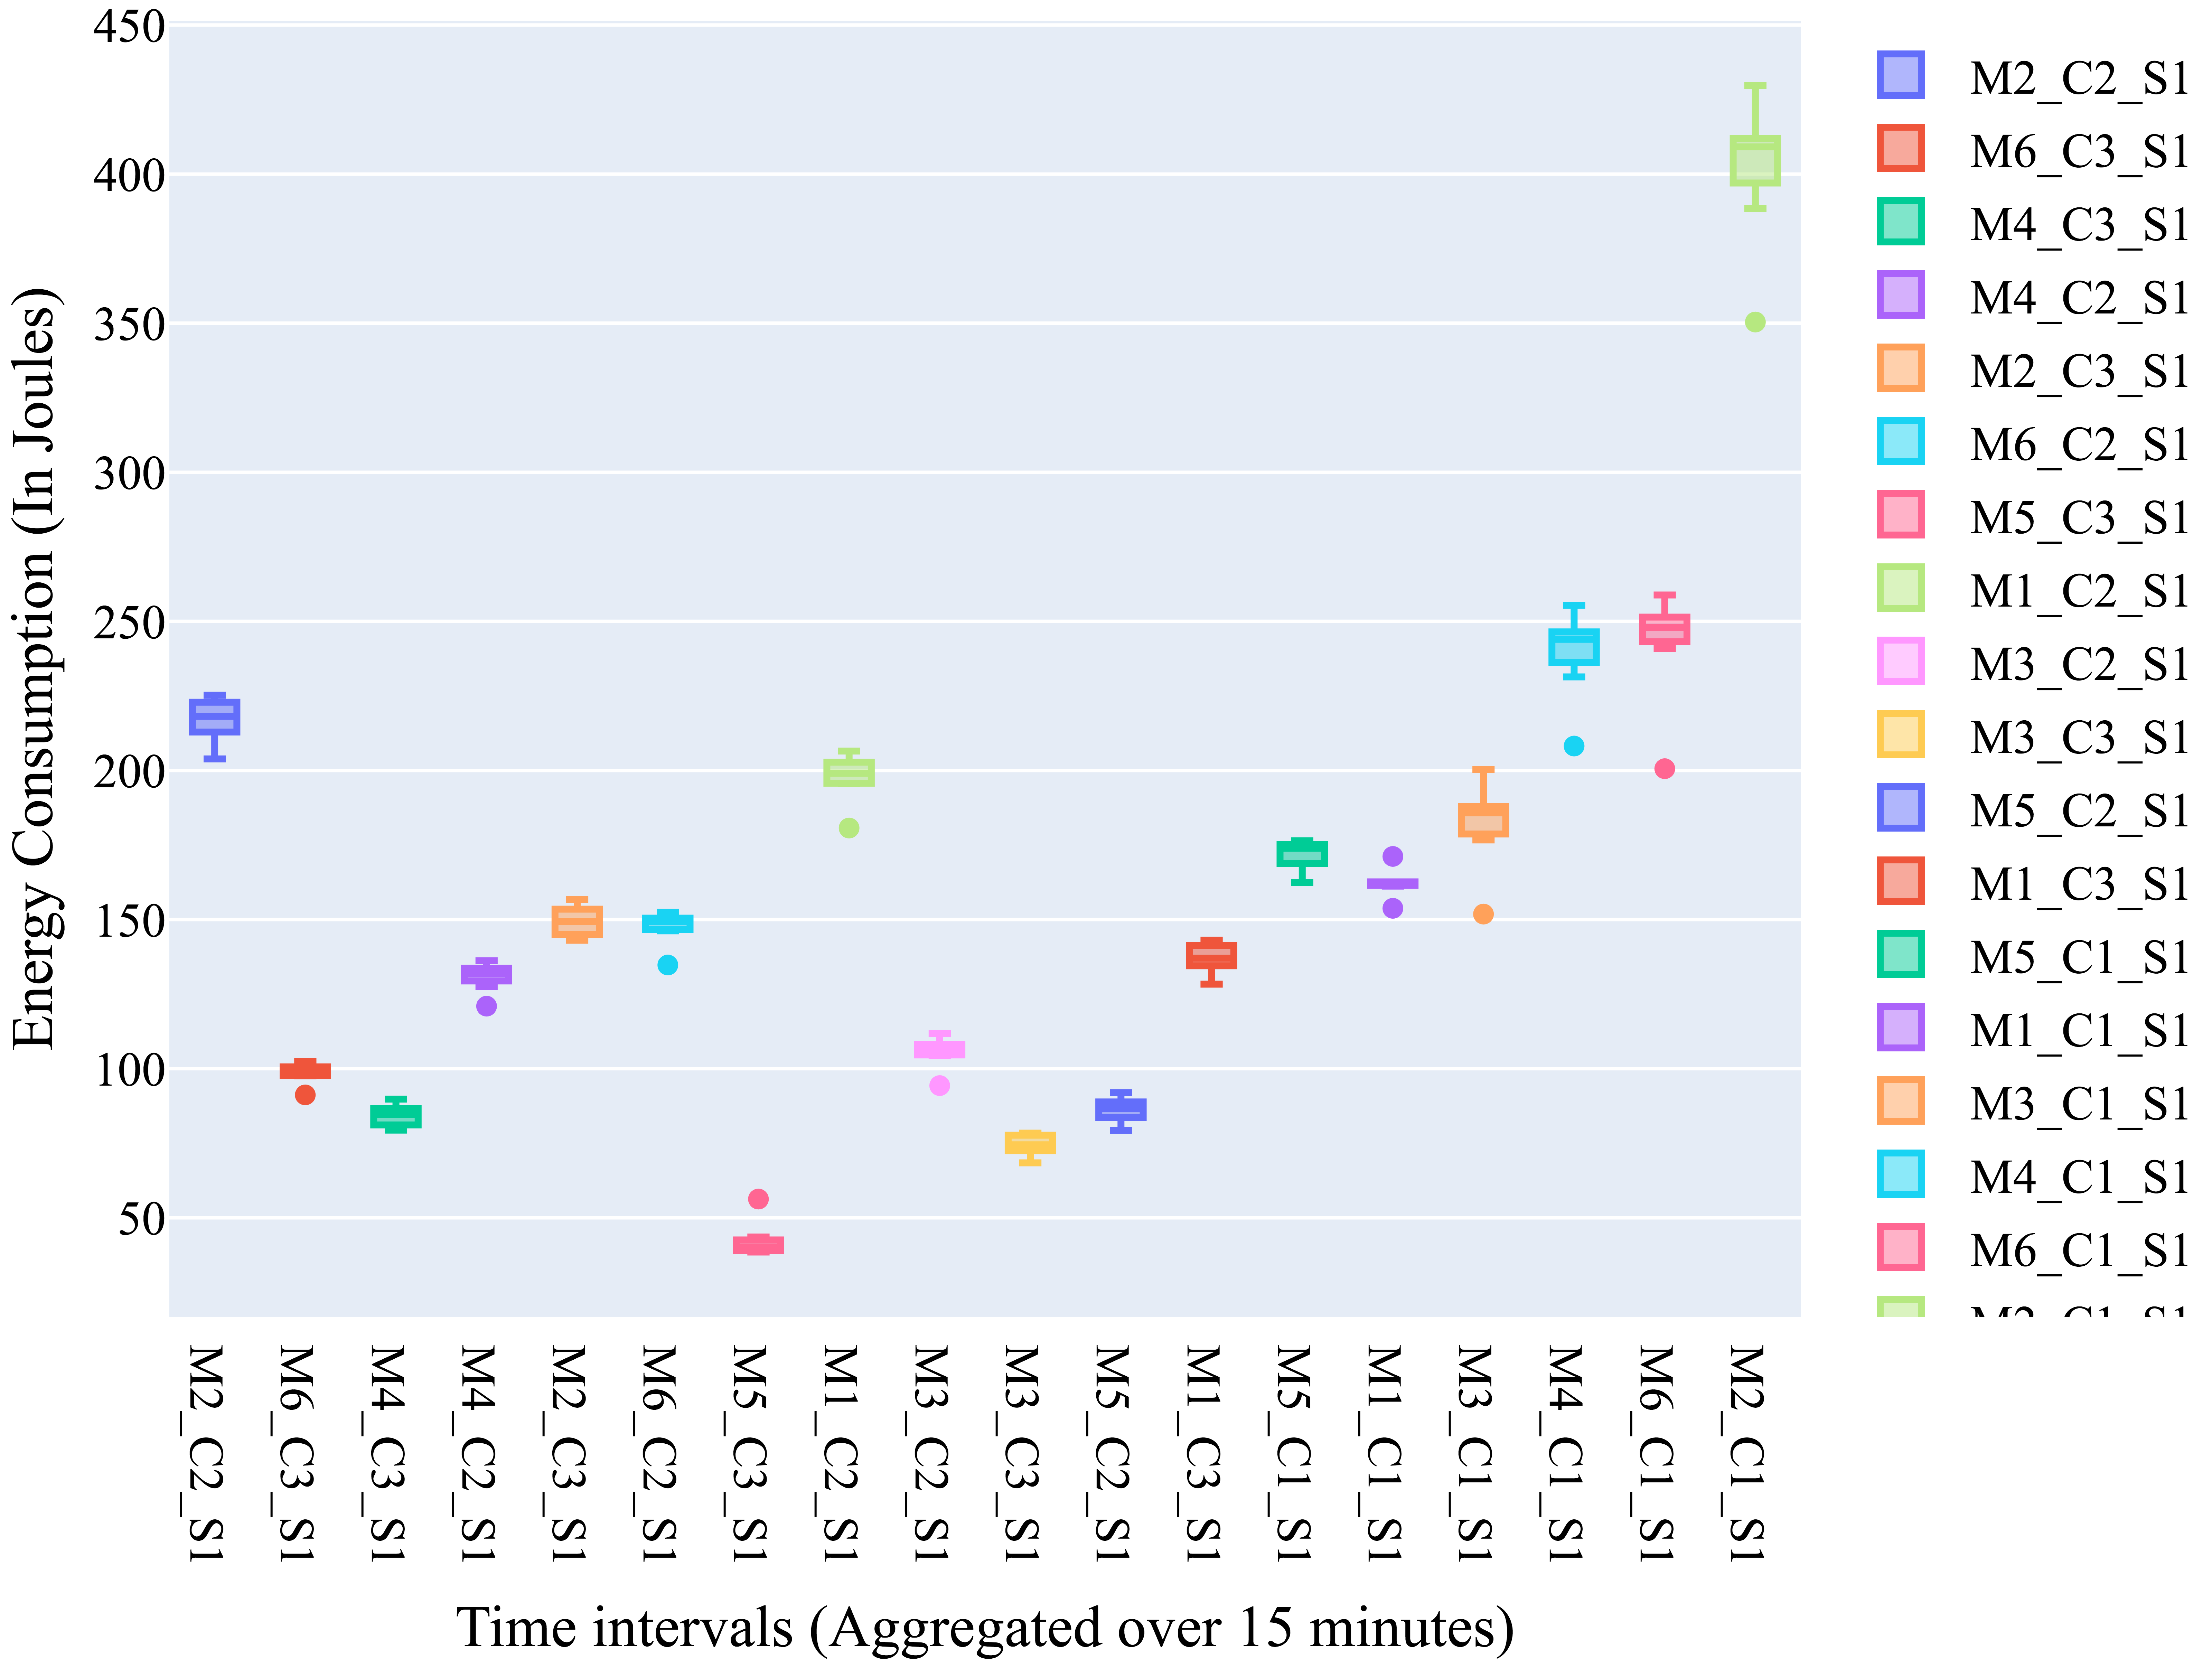 Energy Consumption (In Joules)
450
400
350
300
250
200
150
100
50
M2_C2_S1
M6_C3_S1
M4_C3_S1
M4_C2_S1
M2_C3_S1
M6_C2_S1
M5_C3_S1
M1_C2_S1
M3_C2_S1
M3_C3_S1
M5_C2_S1
M1_C3_S1
M5_C1_S1
M1_C1_S1
M3_C1_S1
M4_C1_S1
M6_C1_S1
M2_C1_S1
Time intervals (Aggregated over 15 minutes)
M2_C2_S1
M6_C3_S1
M4_C3_S1
M4_C2_S1
M2_C3_S1
M6_C2_S1
M5_C3_S1
M1_C2_S1
M3_C2_S1
M3_C3_S1
M5_C2_S1
M1_C3_S1
M5_C1_S1
M1_C1_S1
M3_C1_S1
M4_C1_S1
M6_C1_S1